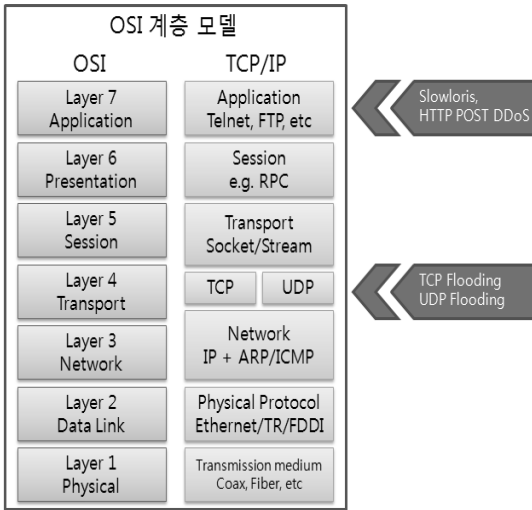 OSI 계층 모델
OSI
TCP/IP
Layer 7
Application
Application
Telnet, FTP, etc
Slowloris,
HTTP POST DDoS
Layer 6
Presentation
Session
e.g. RPC
Layer 5
Session
Transport
Socket/Stream
Layer 4
Transport
TCP
UDP
TCP Flooding
UDP Flooding
Layer 3
Network
Network
IP + ARP/ICMP
Layer 2
Data Link
Physical Protocol
Ethernet/TR/FDDI
Layer 1
Physical
Transmission medium
Coax, Fiber, etc